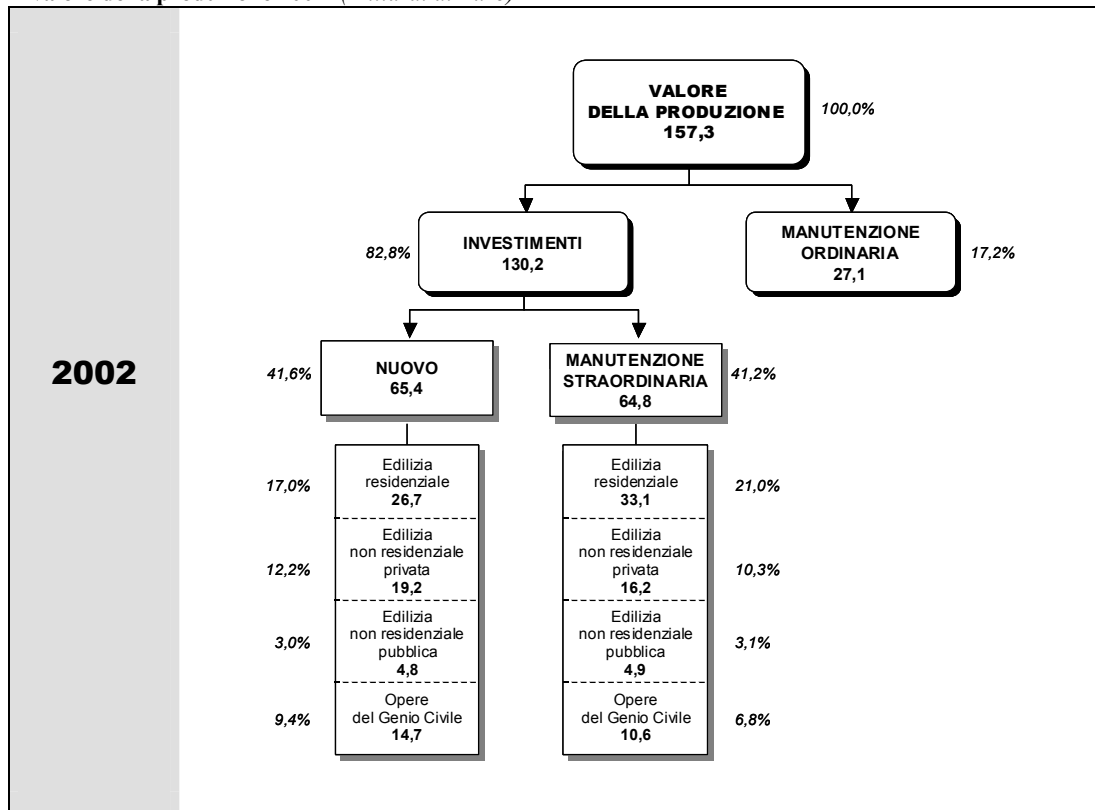 VALORE
DELLA PRODUZIONE
157,3
100,0%
INVESTIMENTI
130,2
82,8%
MANUTENZIONE
ORDINARIA
27,1
17,2%
2002
41,6%
NUOVO
65,4
MANUTENZIONE
STRAORDINARIA
64,8
41,2%
17,0%
Edilizia
residenziale
26,7
Edilizia
residenziale
33,1
21,0%
12,2%
Edilizia
non residenziale
privata
19,2
Edilizia
non residenziale
privata
16,2
10,3%
3,0%
Edilizia
non residenziale
pubblica
4,8
Edilizia
non residenziale
pubblica
4,9
3,1%
9,4%
Opere
del Genio Civile
14,7
Opere
del Genio Civile
10,6
6,8%